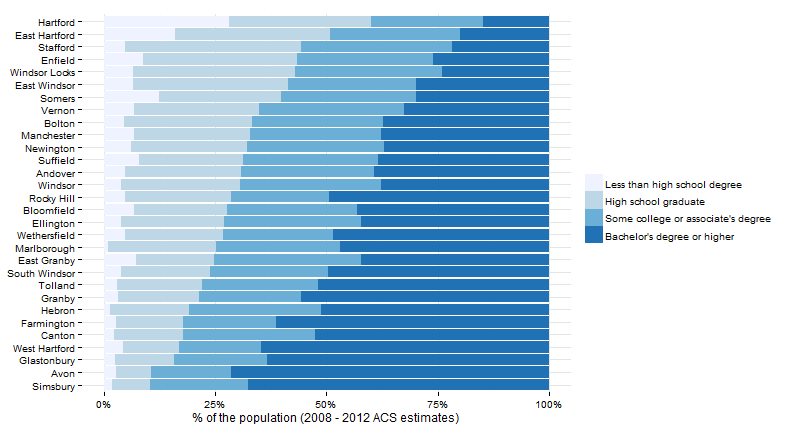 Hartford
East Hartford
Stafford
Enfield
Windsor Locks
East Windsor
Somers
Vernon
Bolton
Manchester
Newington
Suffield
Andover
Windsor
Rocky Hill
Bloomfield
Ellington
Wethersfield
Marlborough
East Granby
South Windsor
Tolland
Granby
Hebron
Farmington
Canton
West Hartford
Glastonbury
Avon
Simsbury
0% 25% 50% 75% 100%
% of the population (2008 - 2012 ACS estimates)
Less than high school degree
High school graduate
Some college or associate's degree
Bachelor's degree or higher